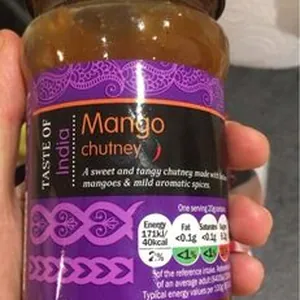 TASTE OF
India
Mango
chutney
A sweet and tangy chutney made with
mangoes & mild aromatic spices.
One serving
Energy
171kJ
40kcal
2%
Fat
<0.1g
<1%
Saturates
<0.1g
<1%
of the reference intake
of an average adult
Typical energy values per 100g